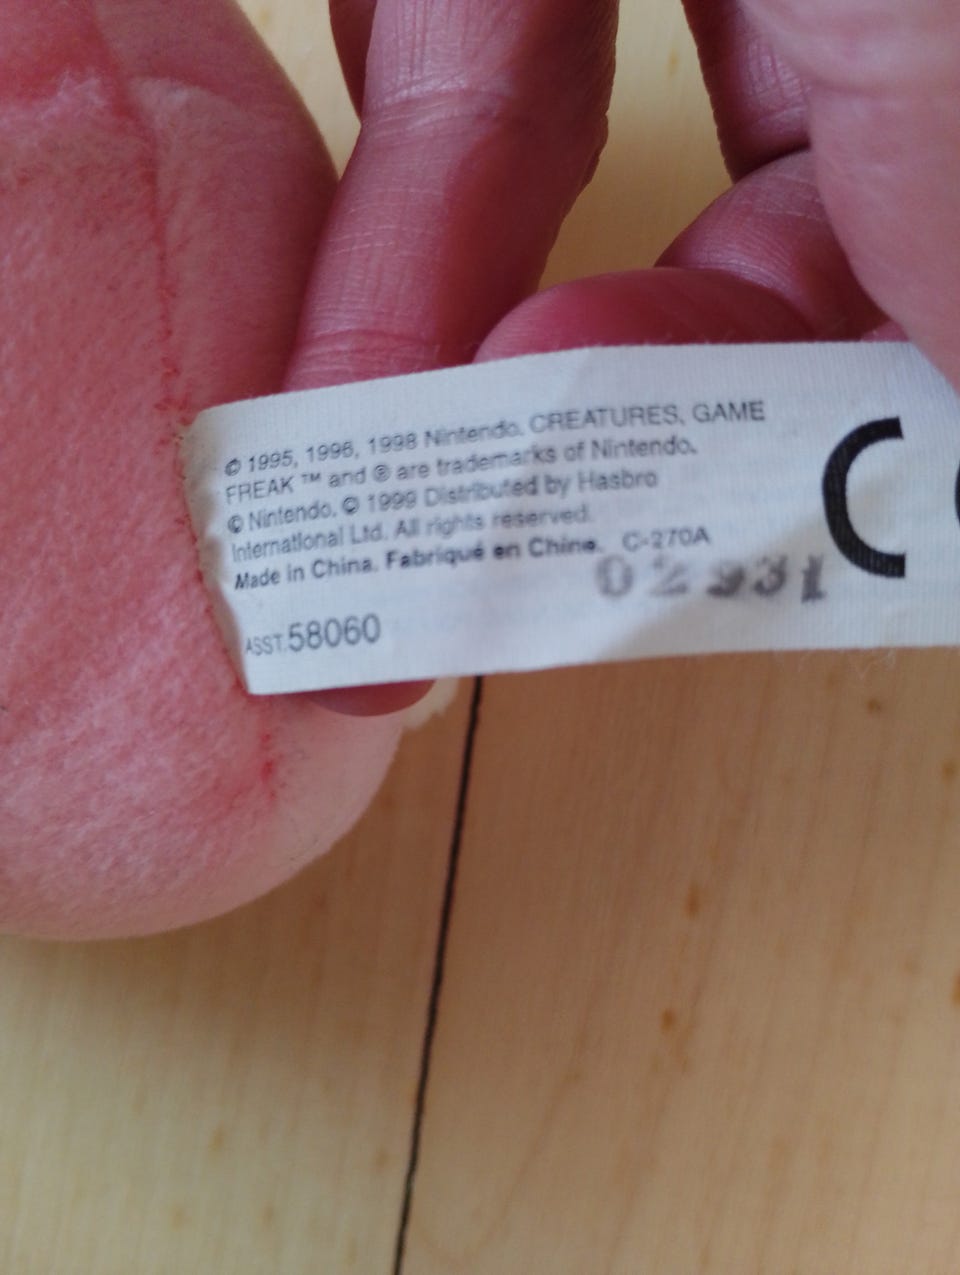 © 1995, 1996, 1998 Nintendo, CREATURES, GAME
FREAK ™ and ® are trademarks of Nintendo.
© Nintendo. © 1999 Distributed by Hasbro
International Ltd. All rights reserved.
Made in China. Fabriqué en Chine. C-270A
02931
ASST.58060
C